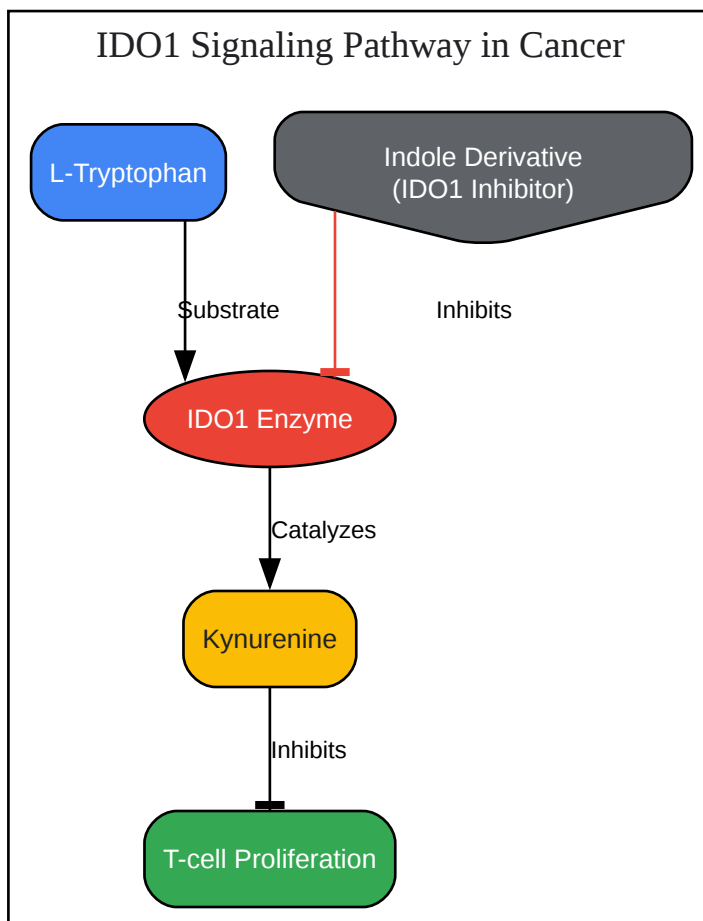 IDO1 Signaling Pathway in Cancer
L-Tryptophan
Indole Derivative
(IDO1 Inhibitor)
Substrate
Inhibits
IDO1 Enzyme
Catalyzes
Kynurenine
Inhibits
T-cell Proliferation